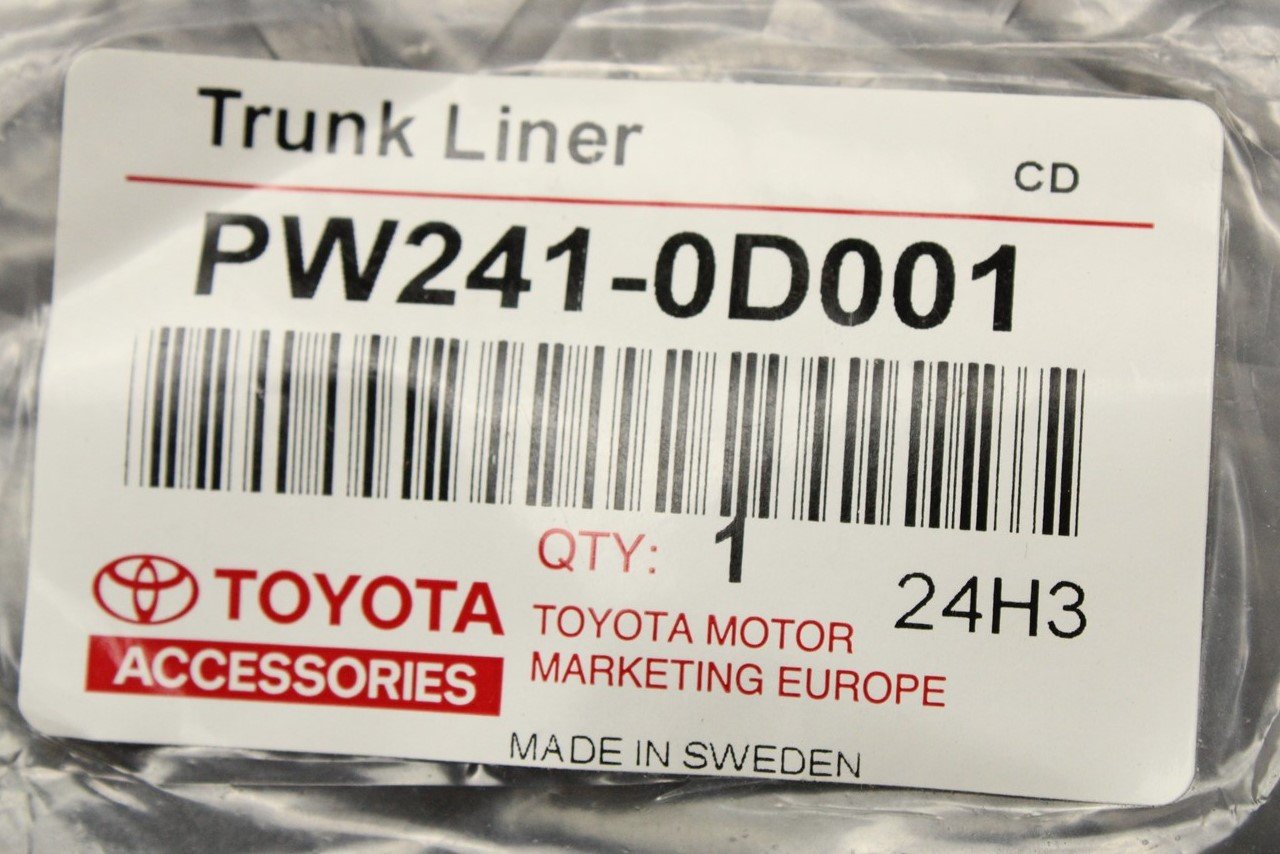 Trunk Liner
CD
PW241-0D001
QTY: 1
24H3
TOYOTA
ACCESSORIES
TOYOTA MOTOR
MARKETING EUROPE
MADE IN SWEDEN